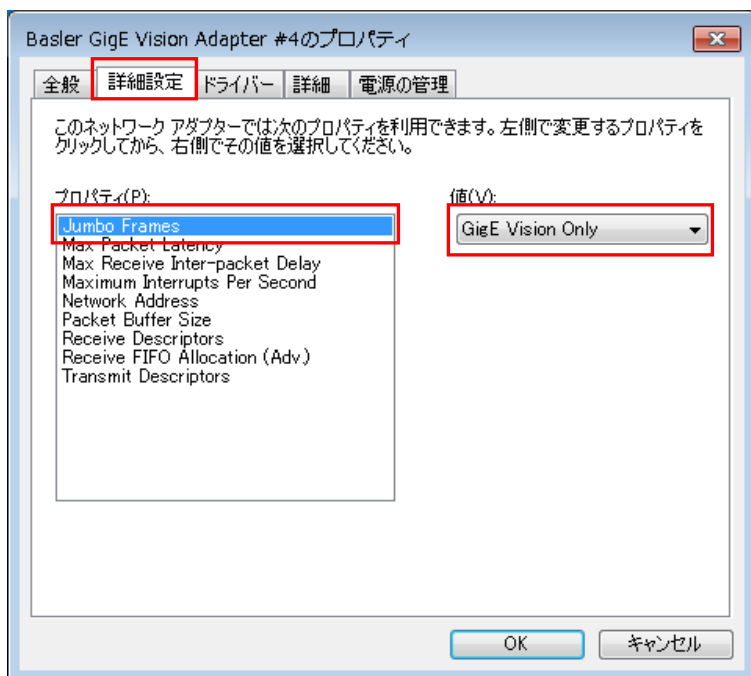 Basler GigE Vision Adapter #4のプロパティ
全般 詳細設定 ドライバー 詳細 電源の管理
このネットワーク アダプターでは次のプロパティを利用できます。左側で変更するプロパティを
クリックしてから、右側でその値を選択してください。
プロパティ(P): 値(V):
Jumbo Frames GigE Vision Only
Max Packet Latency
Max Receive Inter-packet Delay
Maximum Interrupts Per Second
Network Address
Packet Buffer Size
Receive Descriptors
Receive FIFO Allocation (Adv.)
Transmit Descriptors
OK キャンセル